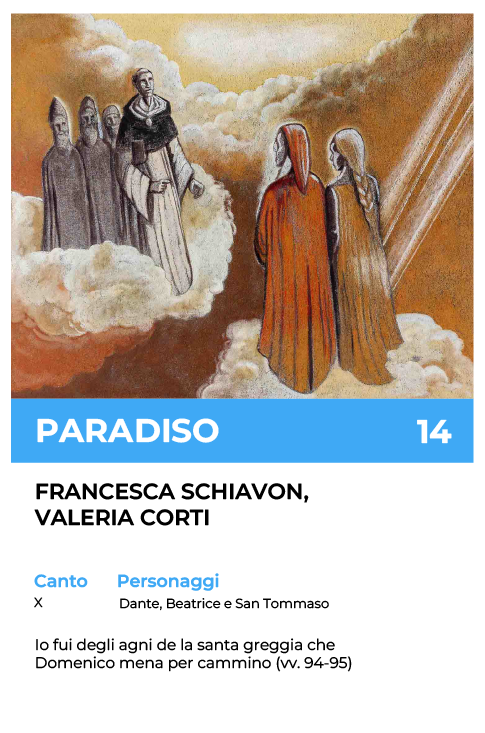 PARADISO 14
FRANCESCA SCHIAVON,
VALERIA CORTI
Canto Personaggi
X Dante, Beatrice e San Tommaso
Io fui degli agni de la santa greggia che
Domenico mena per cammino (vv. 94-95)